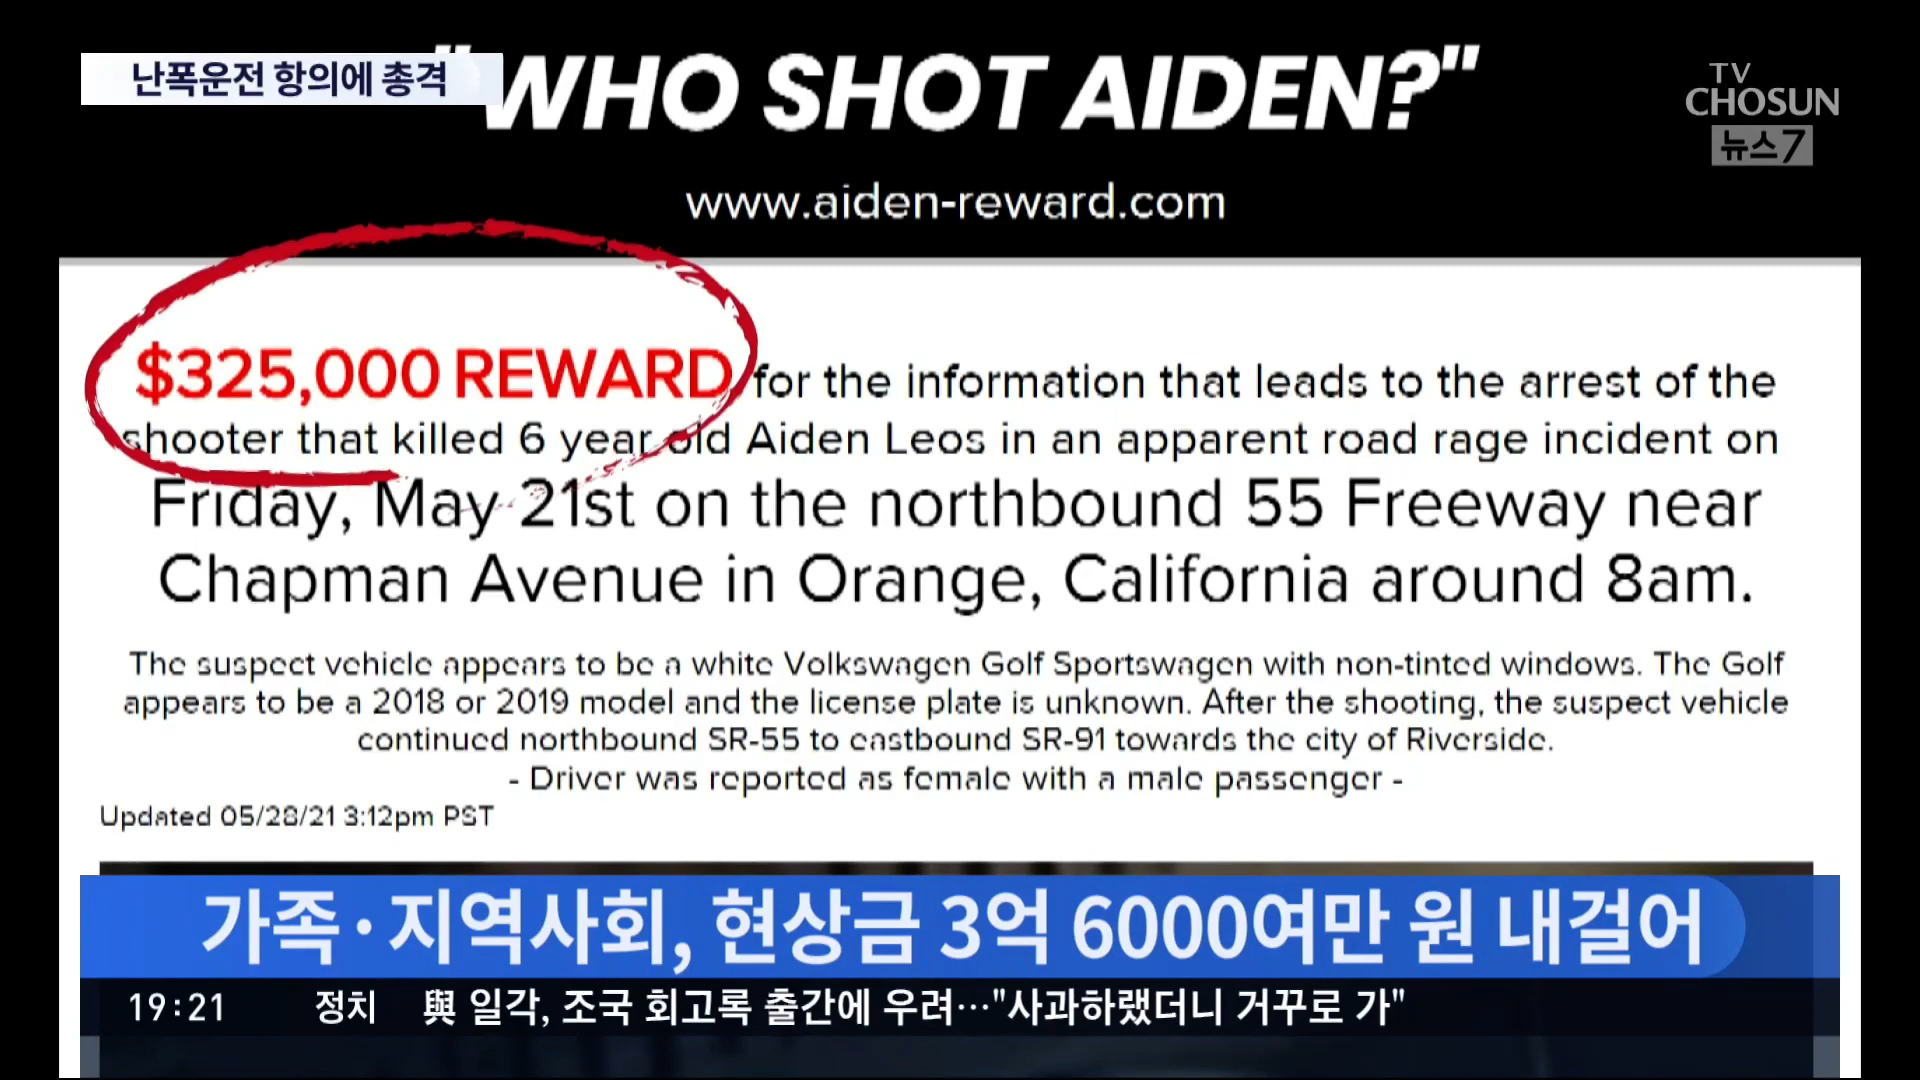 난폭운전 항의에 총격
"WHO SHOT AIDEN?"
TV
CHOSUN
뉴스7
www.aiden-reward.com
$325,000 REWARD for the information that leads to the arrest of the
shooter that killed 6 year old Aiden Leos in an apparent road rage incident on
Friday, May 21st on the northbound 55 Freeway near
Chapman Avenue in Orange, California around 8am.
The suspect vehicle appears to be a white Volkswagen Golf Sportswagen with non-tinted windows. The Golf
appears to be a 2018 or 2019 model and the license plate is unknown. After the shooting, the suspect vehicle
continued northbound SR-55 to eastbound SR-91 towards the city of Riverside.
- Driver was reported as female with a male passenger -
Updated 05/28/21 3:12pm PST
가족·지역사회, 현상금 3억 6000여만 원 내걸어
19:21 정치 與 일각, 조국 회고록 출간에 우려…"사과하랬더니 거꾸로 가"